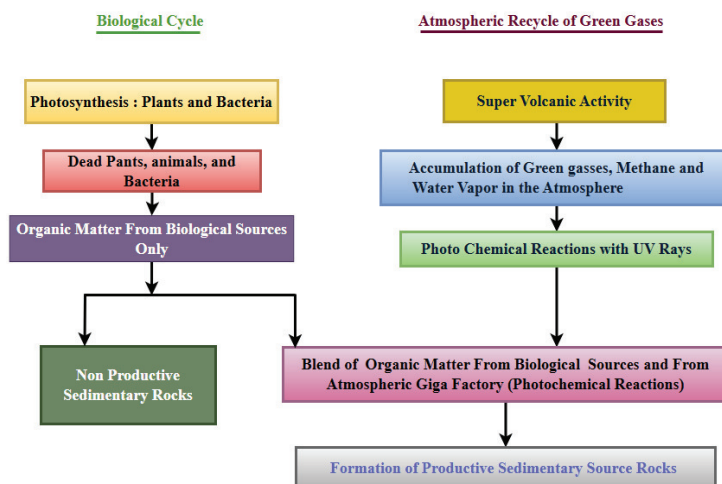 Biological Cycle
Photosynthesis : Plants and Bacteria
Dead Pants, animals, and
Bacteria
Organic Matter From Biological Sources
Only
Non Productive
Sedimentary Rocks
Atmospheric Recycle of Green Gases
Super Volcanic Activity
Accumulation of Green gasses, Methane and
Water Vapor in the Atmosphere
Photo Chemical Reactions with UV Rays
Blend of Organic Matter From Biological Sources and From
Atmospheric Giga Factory (Photochemical Reactions)
Formation of Productive Sedimentary Source Rocks